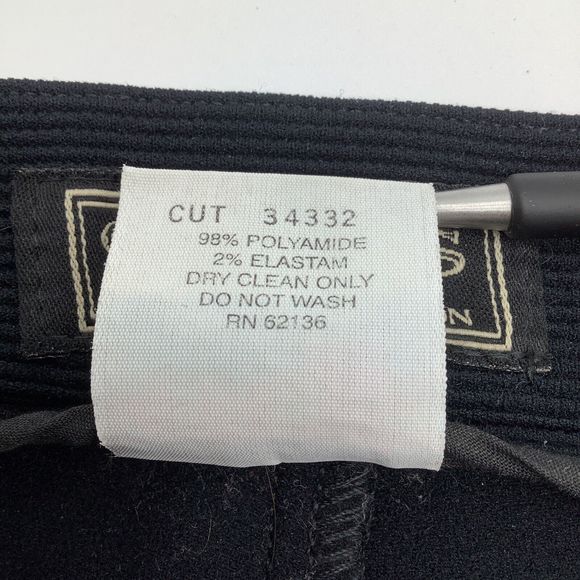 CUT 34332
98% POLYAMIDE
2% ELASTAM
DRY CLEAN ONLY
DO NOT WASH
RN 62136